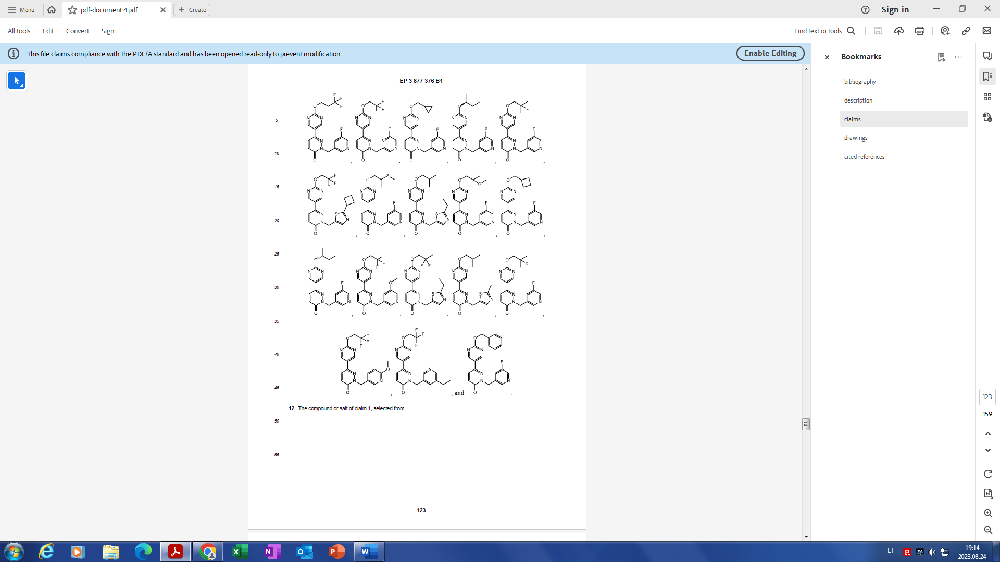 Menu
pdf-document 4.pdf
Create
Sign in
All tools
Edit
Convert
Sign
Find text or tools
This file claims compliance with the PDF/A standard and has been opened read-only to prevent modification.
Enable Editing
Bookmarks
bibliography
description
claims
drawings
cited references
EP 3 877 376 B1
5
10
15
20
25
30
35
40
45
, and
12. The compound or salt of claim 1, selected from
50
55
123
123
159
LT
19:14
2023.08.24